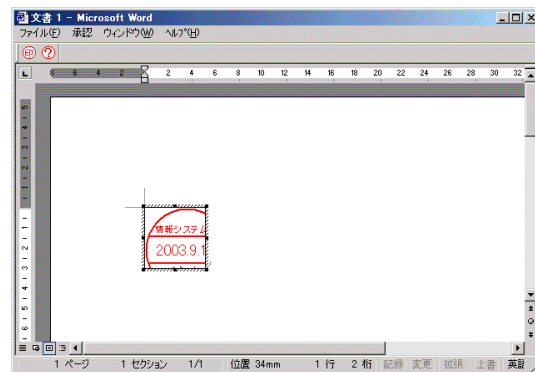 文書 1 - Microsoft Word
ファイル(F) 承認 ウィンドウ(W) ヘルプ(H)
印 ?
L 8 6 4 2 2 4 6 8 10 12 14 16 18 20 22 24 26 28 30 32
情報システム
2003.9.1
1 ページ 1 セクション 1/1 位置 34mm 1 行 2 桁 記録 変更 拡張 上書